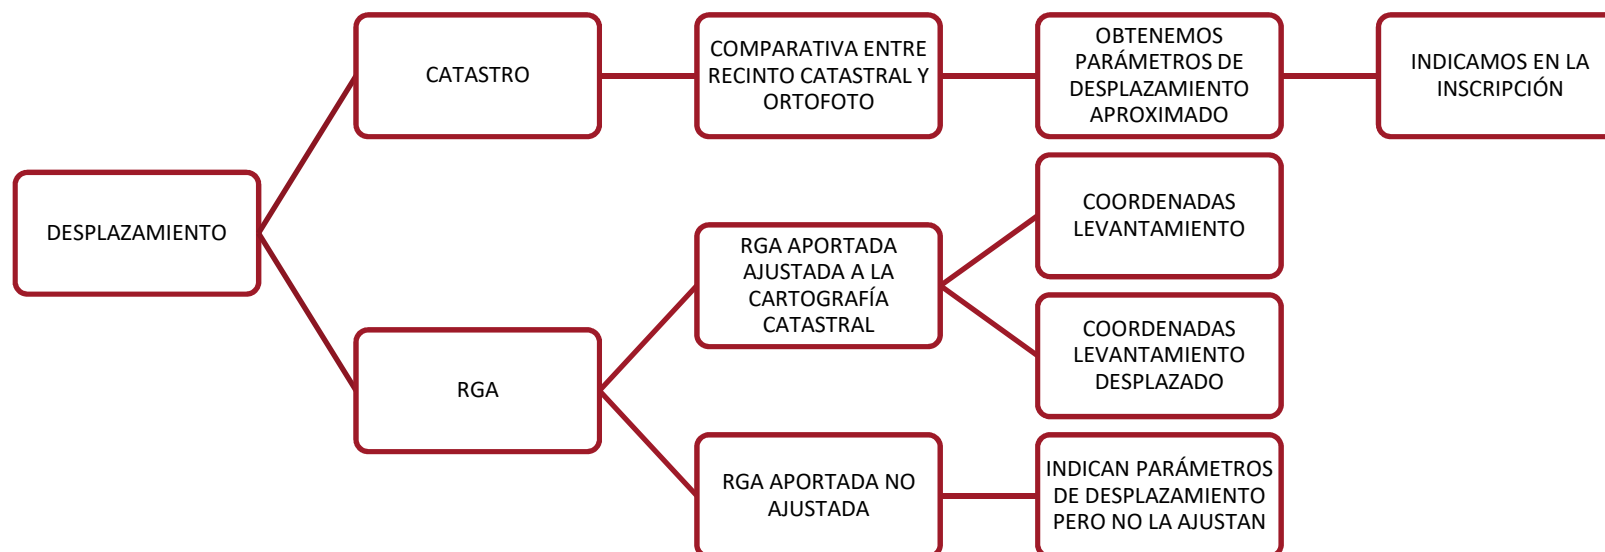 DESPLAZAMIENTO
CATASTRO
COMPARATIVA ENTRE
RECINTO CATASTRAL Y
ORTOFOTO
OBTENEMOS
PARÁMETROS DE
DESPLAZAMIENTO
APROXIMADO
INDICAMOS EN LA
INSCRIPCIÓN
RGA
RGA APORTADA
AJUSTADA A LA
CARTOGRAFÍA
CATASTRAL
COORDENADAS
LEVANTAMIENTO
COORDENADAS
LEVANTAMIENTO
DESPLAZADO
RGA APORTADA NO
AJUSTADA
INDICAN PARÁMETROS
DE DESPLAZAMIENTO
PERO NO LA AJUSTAN